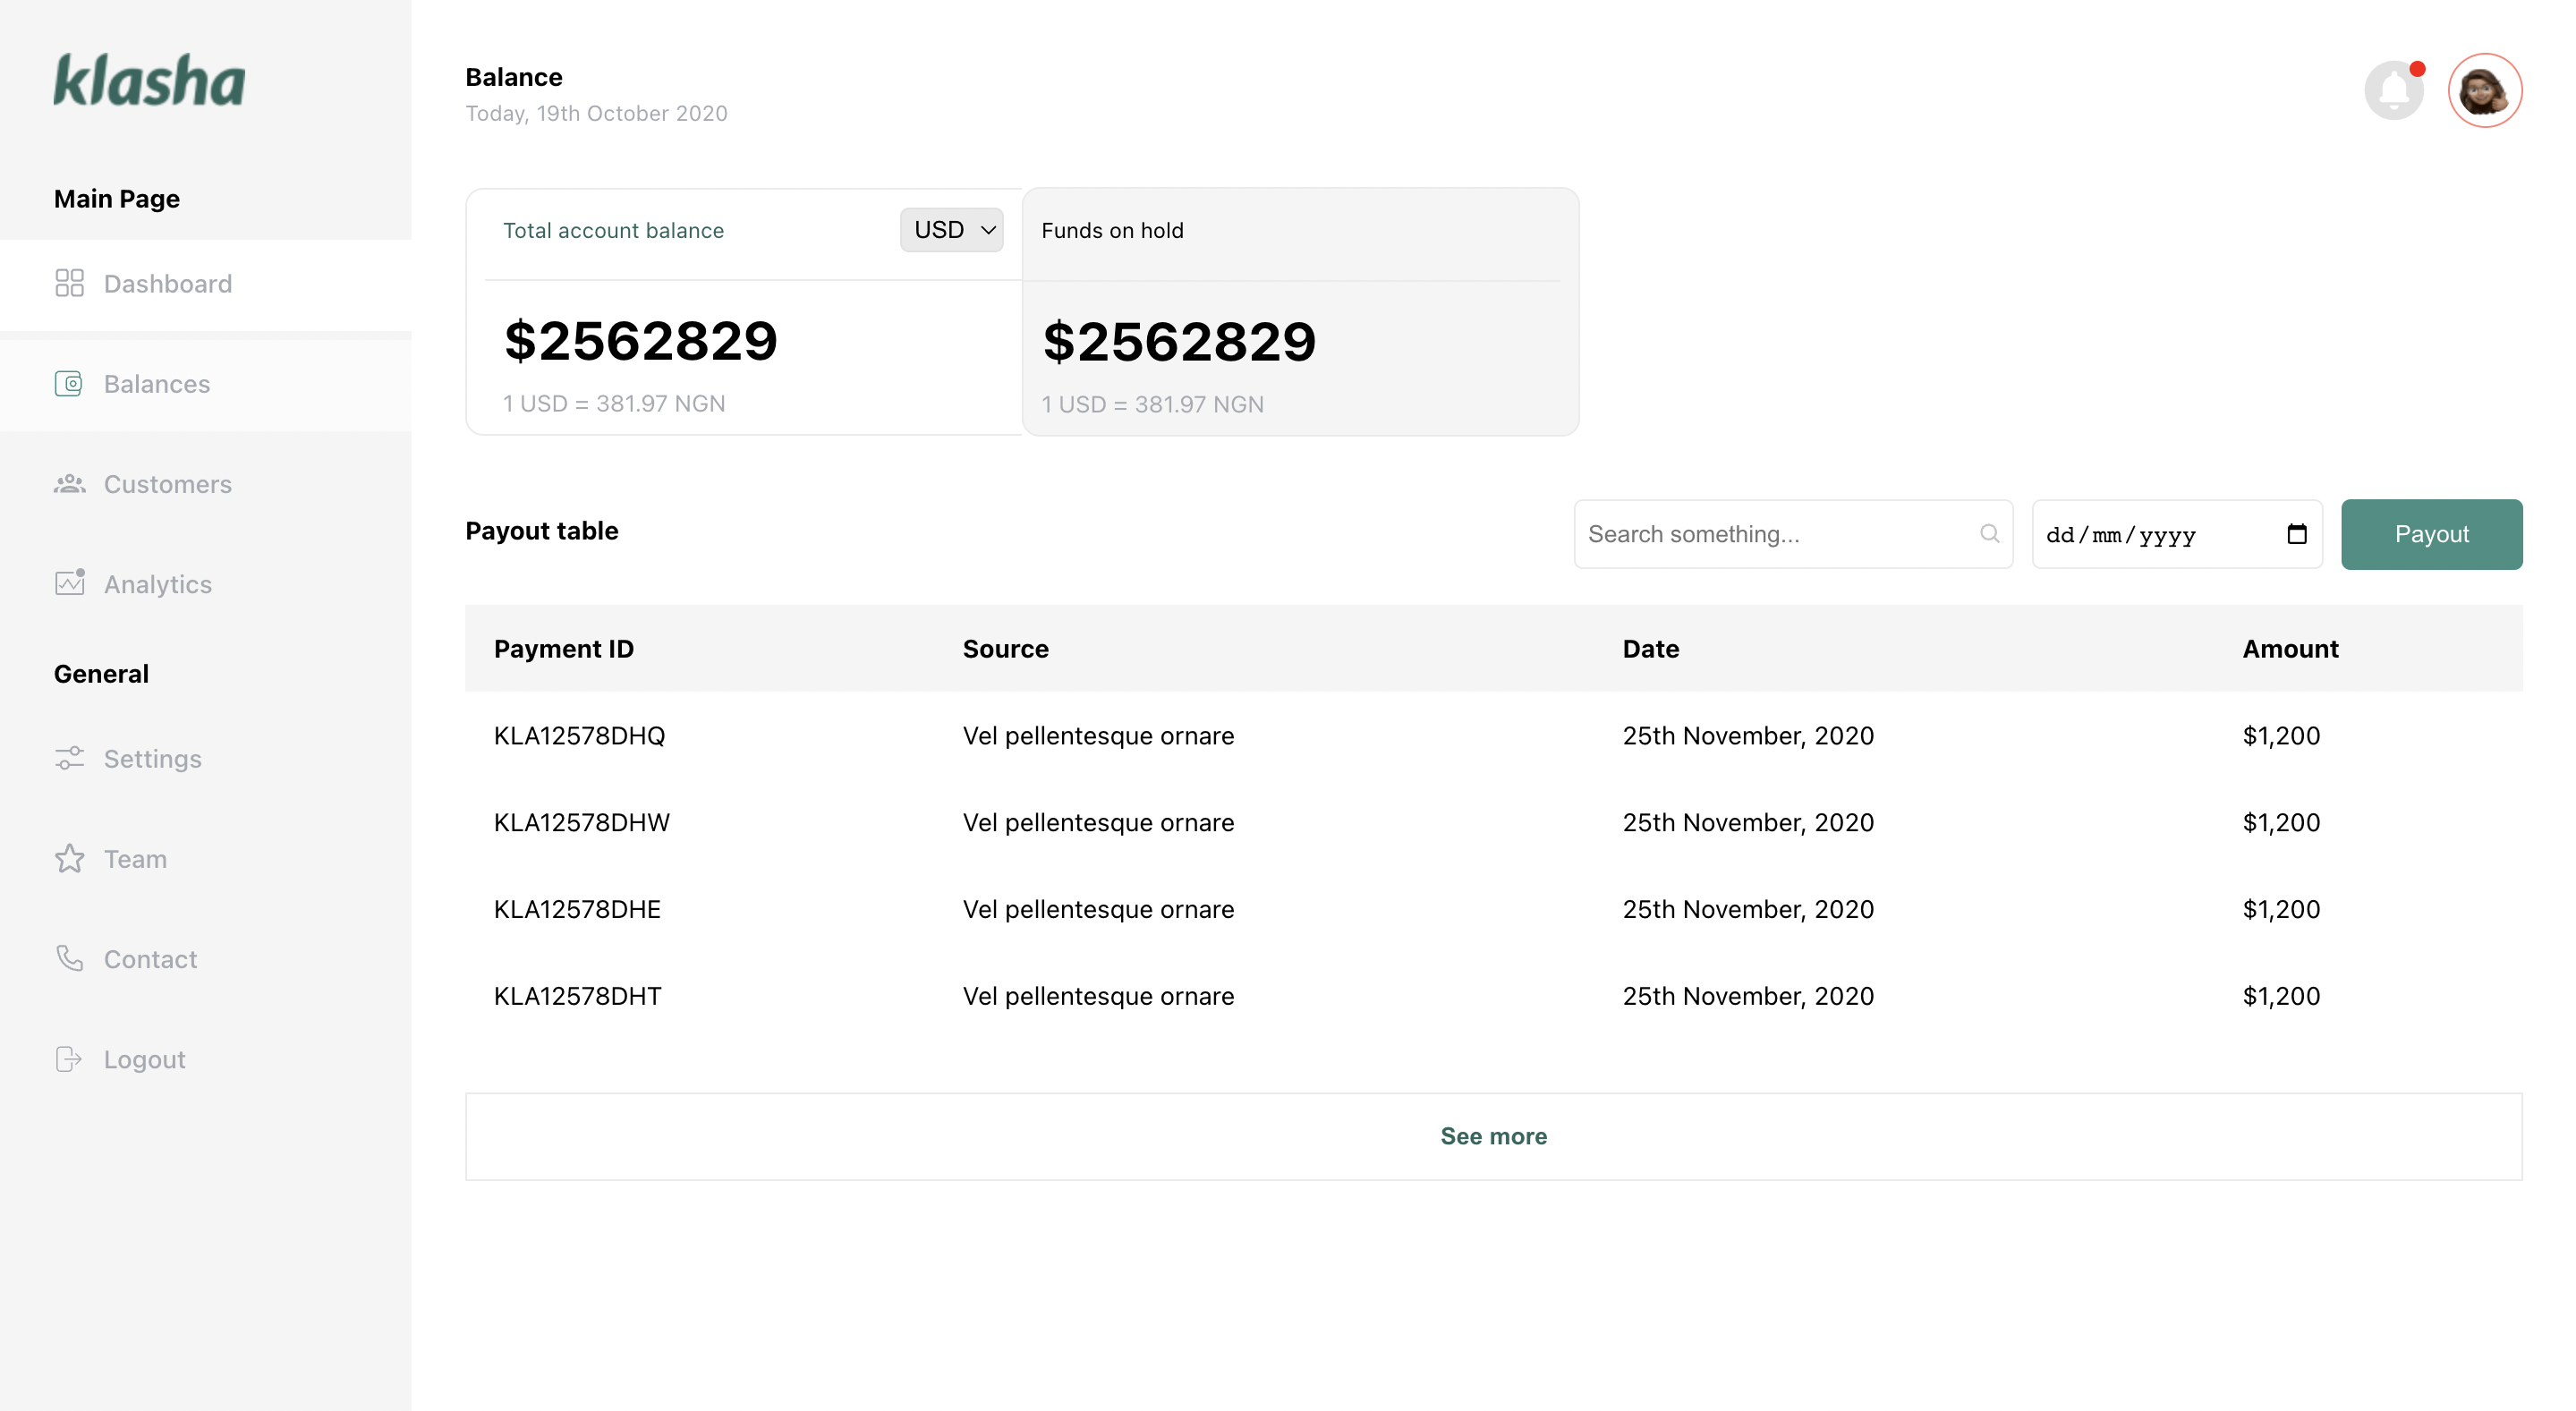 klasha
Main Page
Dashboard
Balances
Customers
Analytics
General
Settings
Team
Contact
Logout
Balance
Today, 19th October 2020
Total account balance
USD
$2562829
1 USD = 381.97 NGN
Funds on hold
$2562829
1 USD = 381.97 NGN
Payout table
Search something...
dd/mm/yyyy
Payout
Payment ID Source Date Amount
KLA12578DHQ Vel pellentesque ornare 25th November, 2020 $1,200
KLA12578DHW Vel pellentesque ornare 25th November, 2020 $1,200
KLA12578DHE Vel pellentesque ornare 25th November, 2020 $1,200
KLA12578DHT Vel pellentesque ornare 25th November, 2020 $1,200
See more